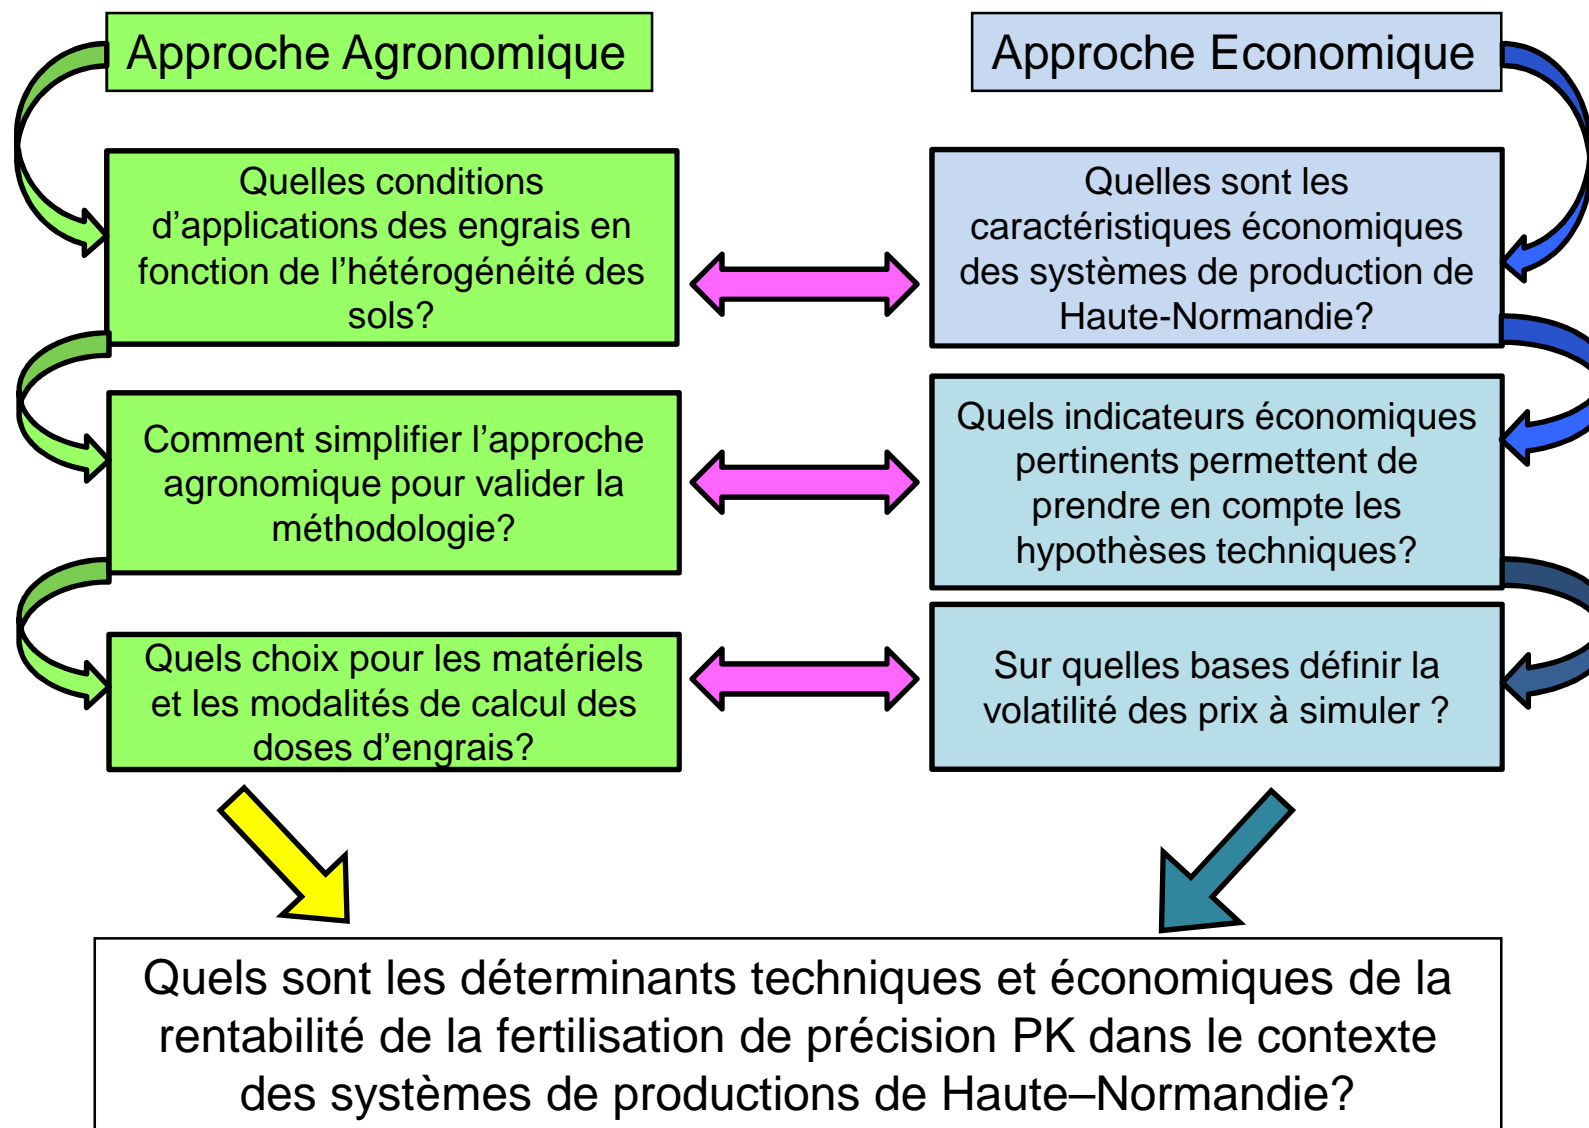 Approche Agronomique
Approche Economique
Quelles conditions
d’applications des engrais en
fonction de l’hétérogénéité des
sols?
Quelles sont les
caractéristiques économiques
des systèmes de production de
Haute-Normandie?
Comment simplifier l’approche
agronomique pour valider la
méthodologie?
Quels indicateurs économiques
pertinents permettent de
prendre en compte les
hypothèses techniques?
Quels choix pour les matériels
et les modalités de calcul des
doses d’engrais?
Sur quelles bases définir la
volatilité des prix à simuler ?
Quels sont les déterminants techniques et économiques de la
rentabilité de la fertilisation de précision PK dans le contexte
des systèmes de productions de Haute–Normandie?